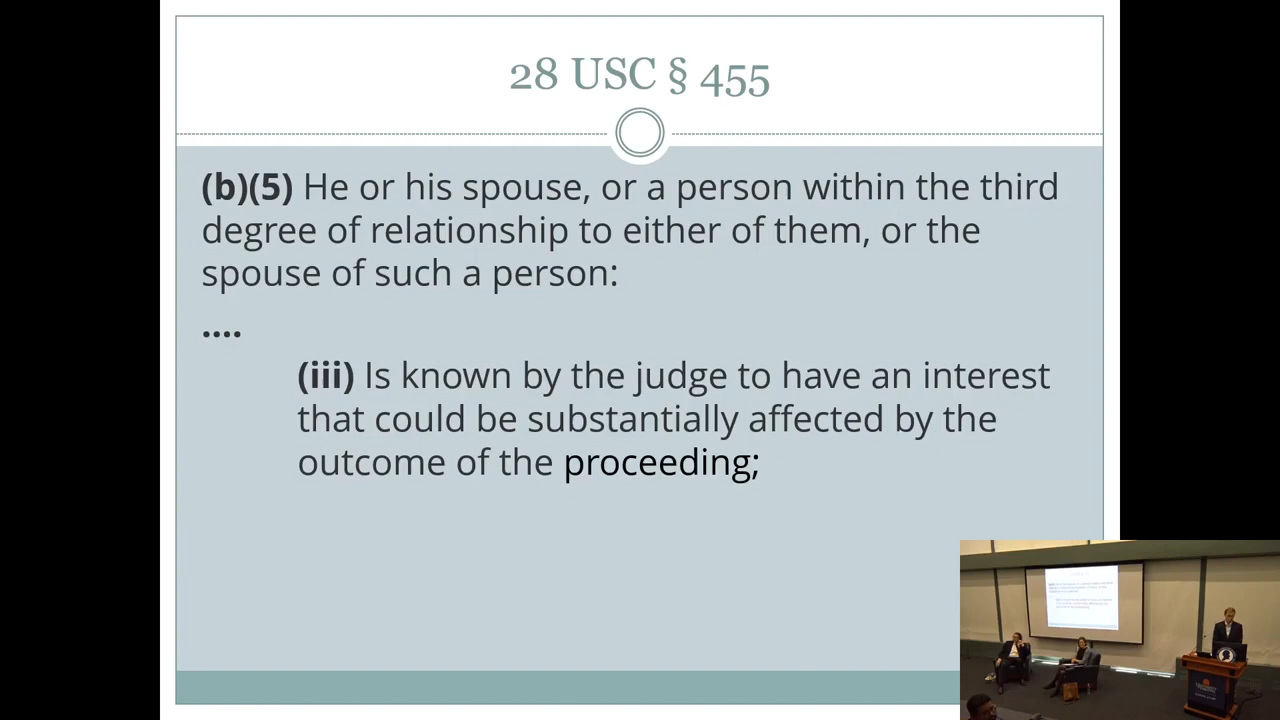 28 USC § 455
(b)(5) He or his spouse, or a person within the third
degree of relationship to either of them, or the
spouse of such a person:
....
(iii) Is known by the judge to have an interest
that could be substantially affected by the
outcome of the proceeding;